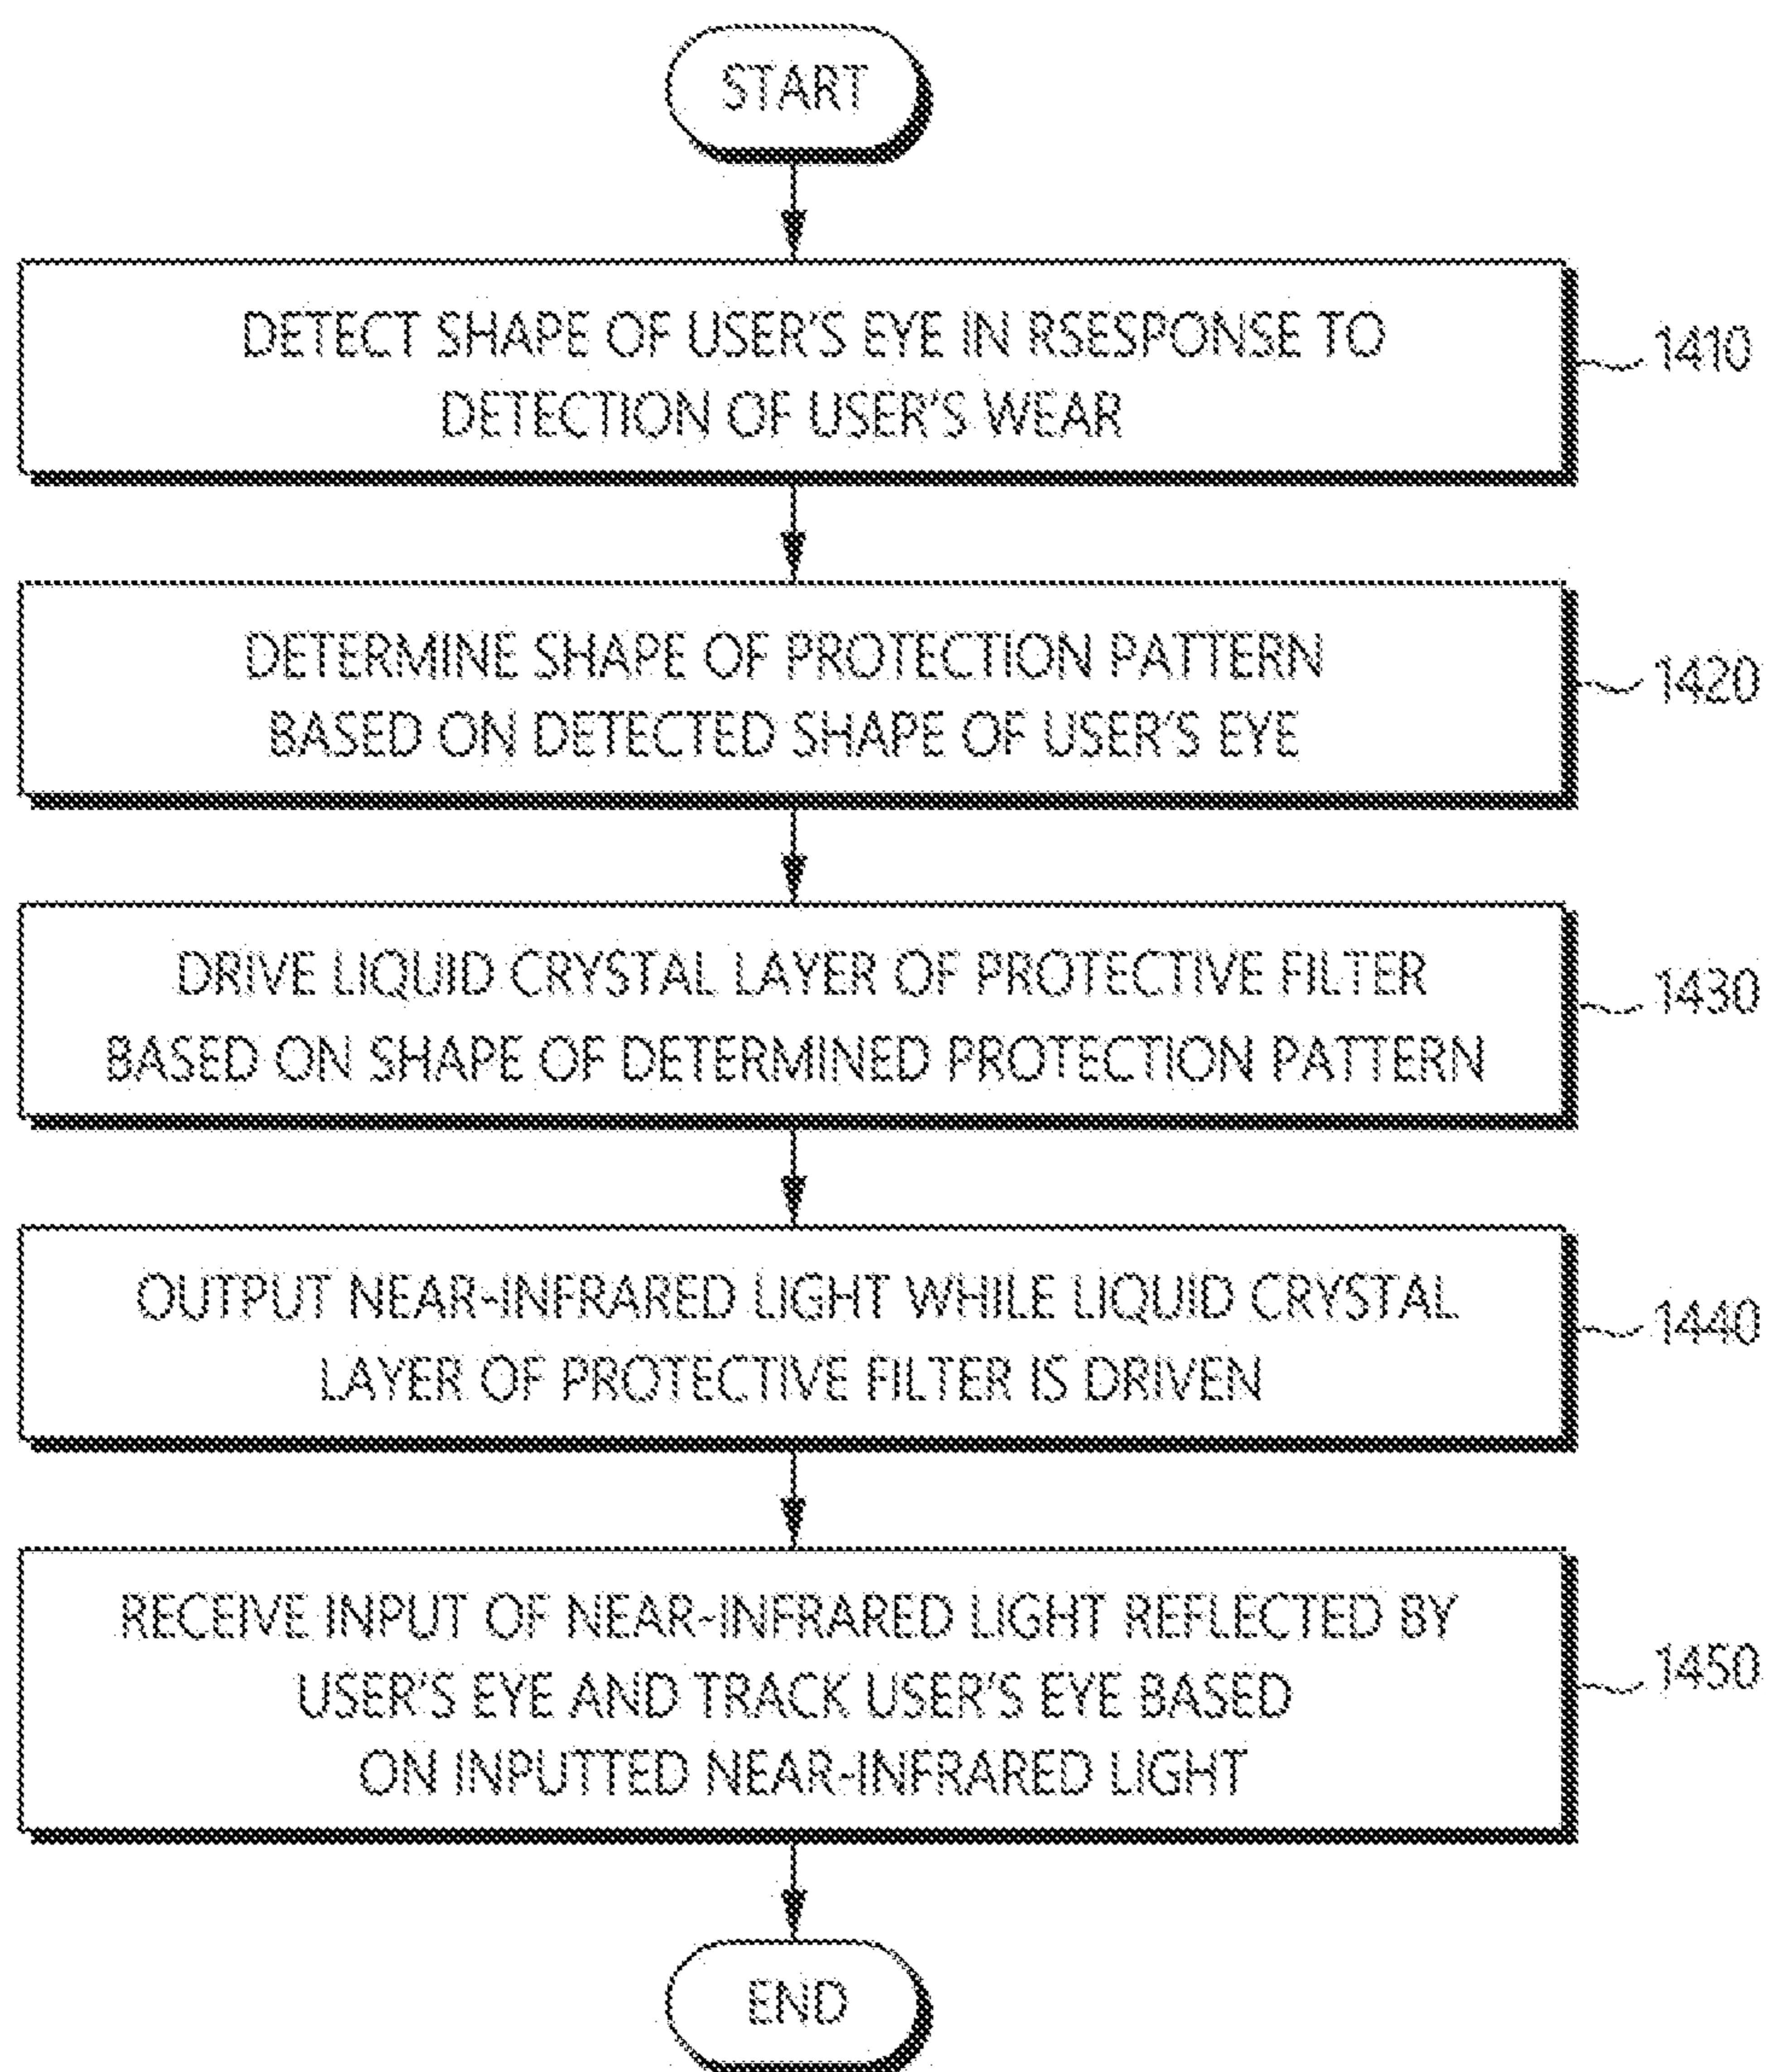 START
DETECT SHAPE OF USER'S EYE IN RSESPONSE TO
DETECTION OF USER'S WEAR
1410
DETERMINE SHAPE OF PROTECTION PATTERN
BASED ON DETECTED SHAPE OF USER'S EYE
1420
DRIVE LIQUID CRYSTAL LAYER OF PROTECTIVE FILTER
BASED ON SHAPE OF DETERMINED PROTECTION PATTERN
1430
OUTPUT NEAR-INFRARED LIGHT WHILE LIQUID CRYSTAL
LAYER OF PROTECTIVE FILTER IS DRIVEN
1440
RECEIVE INPUT OF NEAR-INFRARED LIGHT REFLECTED BY
USER'S EYE AND TRACK USER'S EYE BASED
ON INPUTTED NEAR-INFRARED LIGHT
1450
END